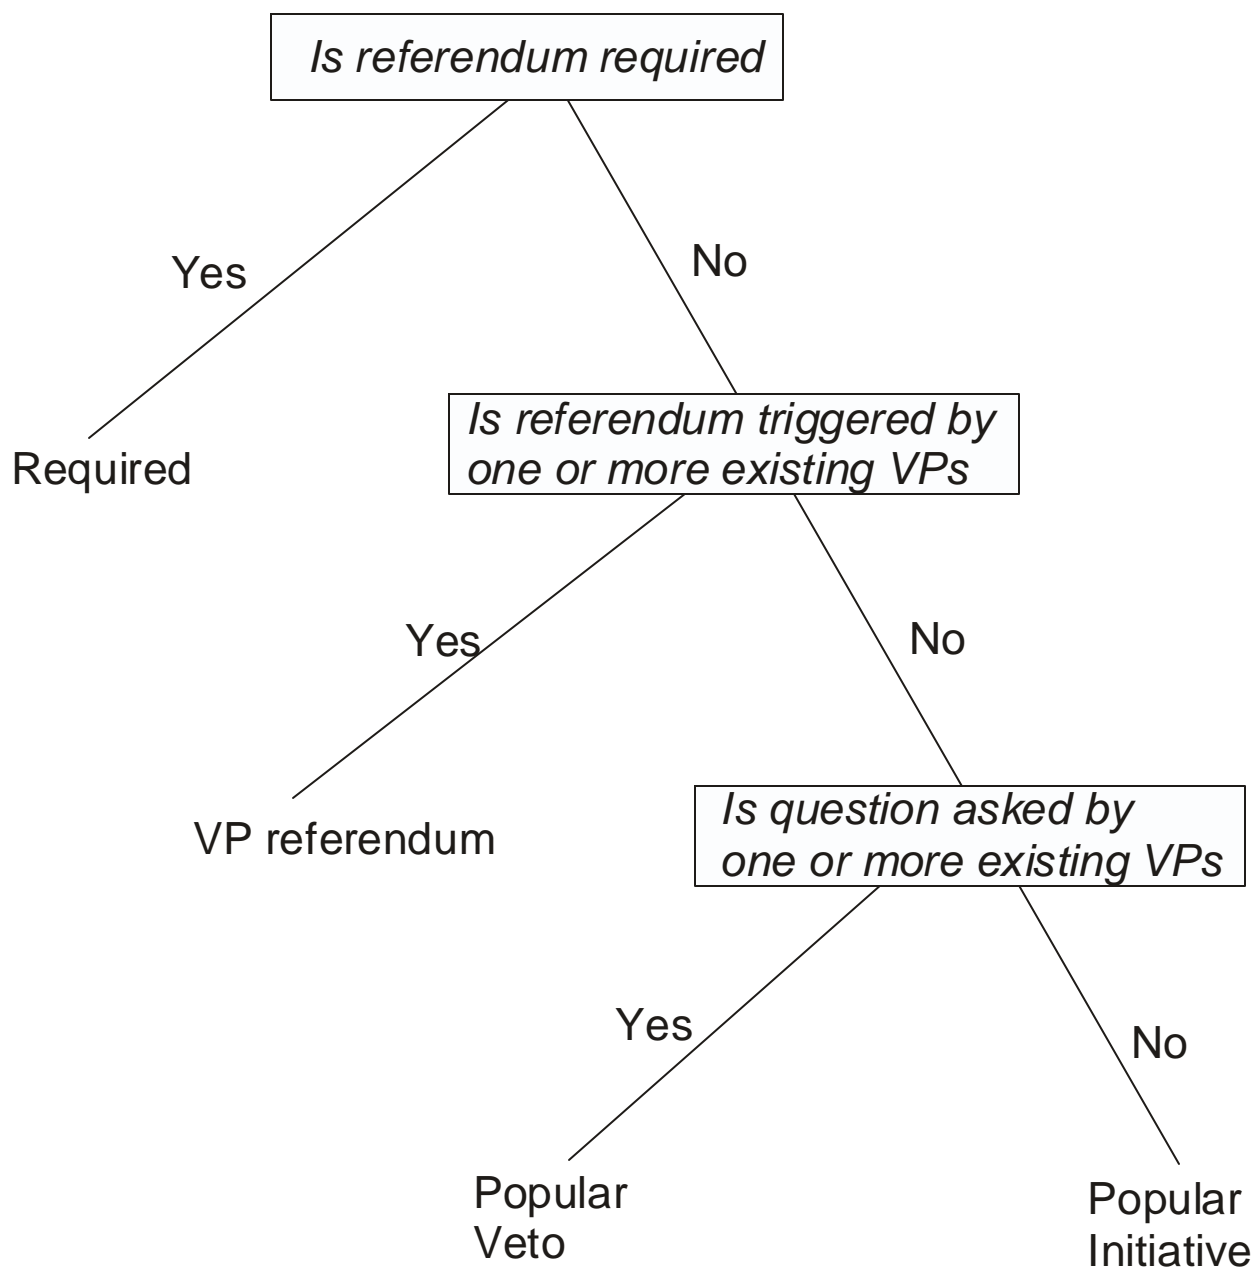 Is referendum required
Yes
No
Required
Is referendum triggered by
one or more existing VPs
Yes
No
VP referendum
Is question asked by
one or more existing VPs
Yes
No
Popular
Veto
Popular
Initiative